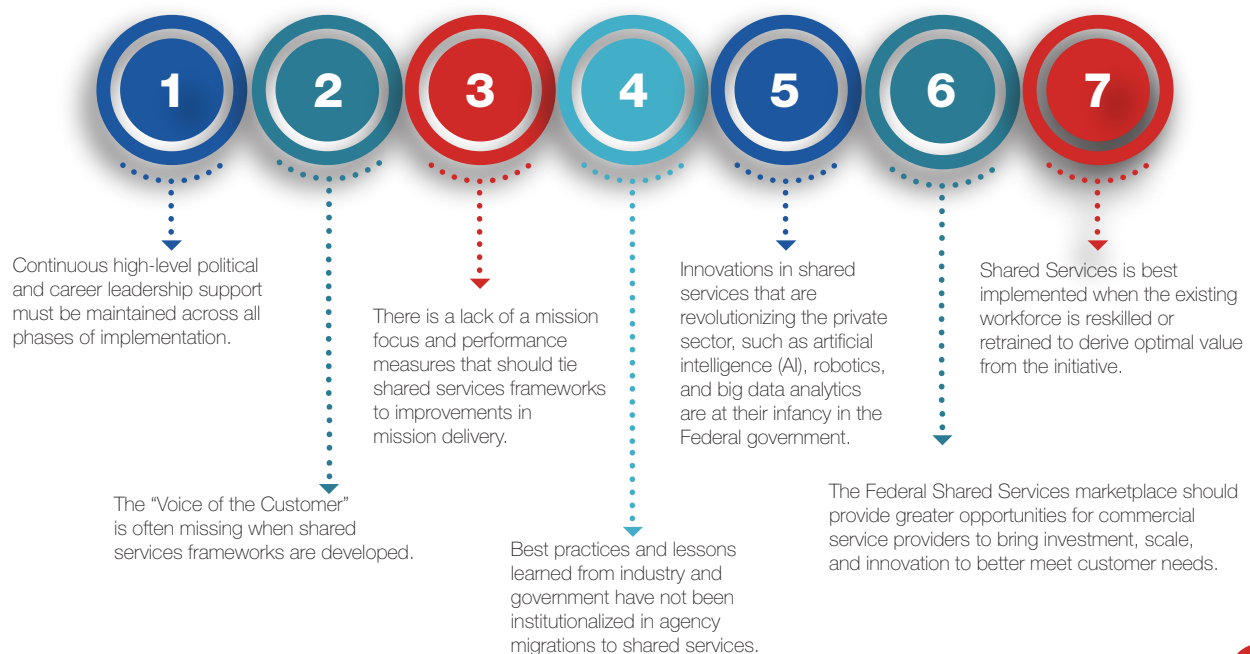 1
2
3
4
5
6
7
Continuous high-level political
and career leadership support
must be maintained across all
phases of implementation.
The “Voice of the Customer”
is often missing when shared
services frameworks are developed.
There is a lack of a mission
focus and performance
measures that should tie
shared services frameworks
to improvements in
mission delivery.
Best practices and lessons
learned from industry and
government have not been
institutionalized in agency
migrations to shared services.
Innovations in shared
services that are
revolutionizing the private
sector, such as artificial
intelligence (AI), robotics,
and big data analytics
are at their infancy in the
Federal government.
The Federal Shared Services marketplace should
provide greater opportunities for commercial
service providers to bring investment, scale,
and innovation to better meet customer needs.
Shared Services is best
implemented when the existing
workforce is reskilled or
retrained to derive optimal value
from the initiative.